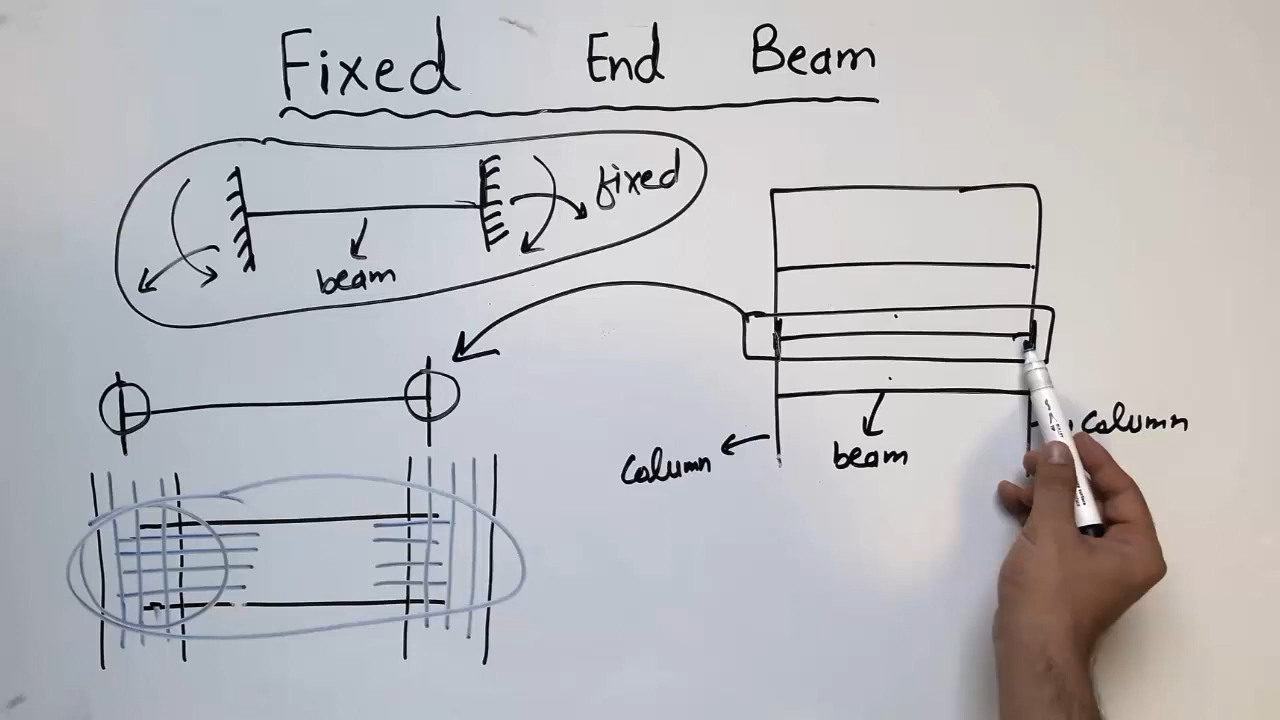 Fixed End Beam
fixed
beam
column
beam
column